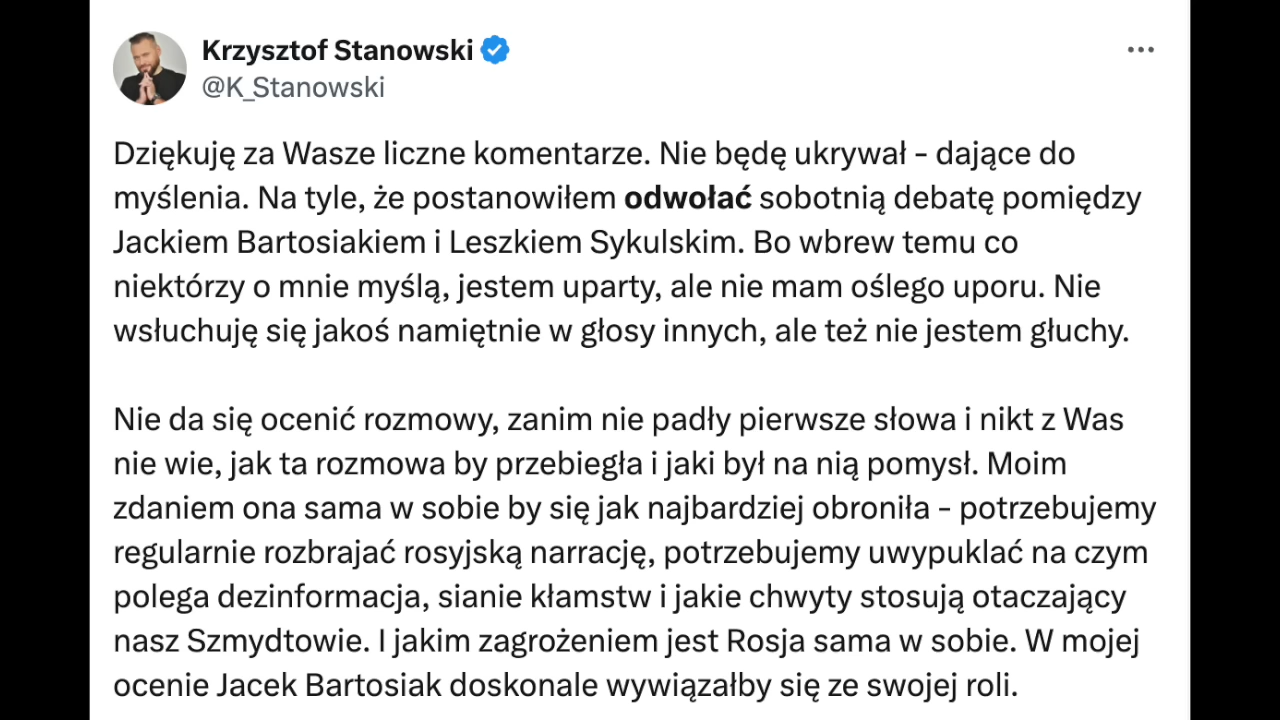 Krzysztof Stanowski
@K_Stanowski
Dziękuję za Wasze liczne komentarze. Nie będę ukrywał - dające do
myślenia. Na tyle, że postanowiłem odwołać sobotnią debatę pomiędzy
Jackiem Bartosiakiem i Leszkiem Sykulskim. Bo wbrew temu co
niektórzy o mnie myślą, jestem uparty, ale nie mam oślego uporu. Nie
wsłuchuję się jakoś namiętnie w głosy innych, ale też nie jestem głuchy.
Nie da się ocenić rozmowy, zanim nie padły pierwsze słowa i nikt z Was
nie wie, jak ta rozmowa by przebiegła i jaki był na nią pomysł. Moim
zdaniem ona sama w sobie by się jak najbardziej obroniła - potrzebujemy
regularnie rozbrajać rosyjską narrację, potrzebujemy uwypuklać na czym
polega dezinformacja, sianie kłamstw i jakie chwyty stosują otaczający
nasz Szmydtowie. I jakim zagrożeniem jest Rosja sama w sobie. W mojej
ocenie Jacek Bartosiak doskonale wywiązałby się ze swojej roli.